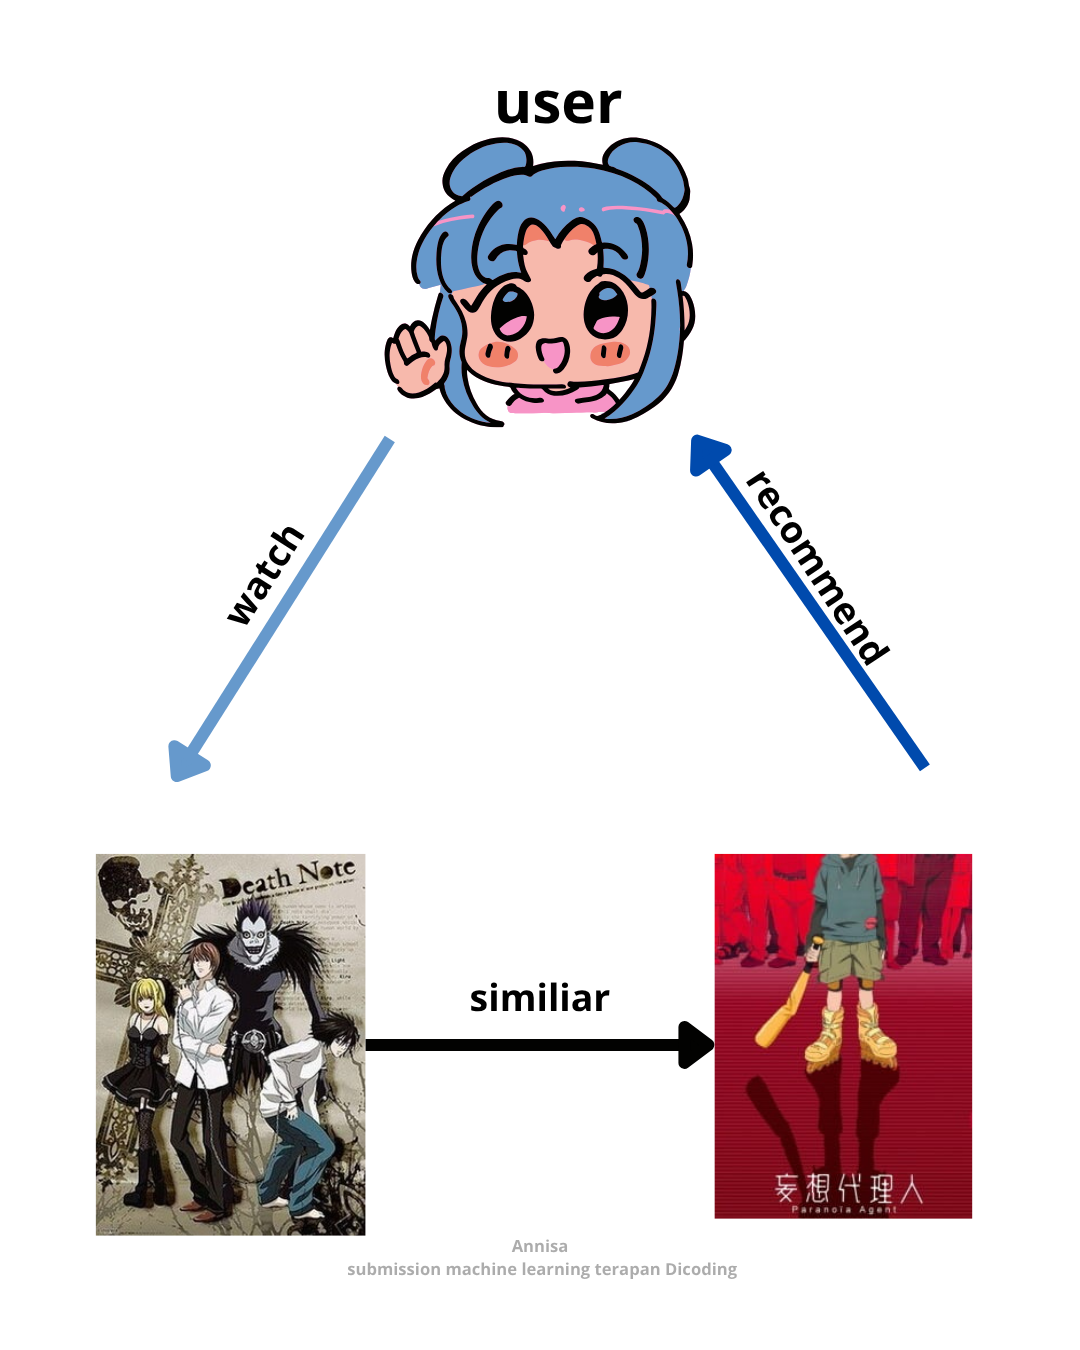 user
watch
recommend
Death Note
similiar
妄想代理人
Paranoia Agent
Annisa
submission machine learning terapan Dicoding